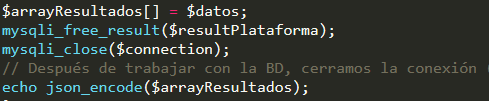 $arrayResultados[] = $datos;
mysqli_free_result($resultPlataforma);
mysqli_close($connection);
// Después de trabajar con la BD, cerramos la conexión (
echo json_encode($arrayResultados);